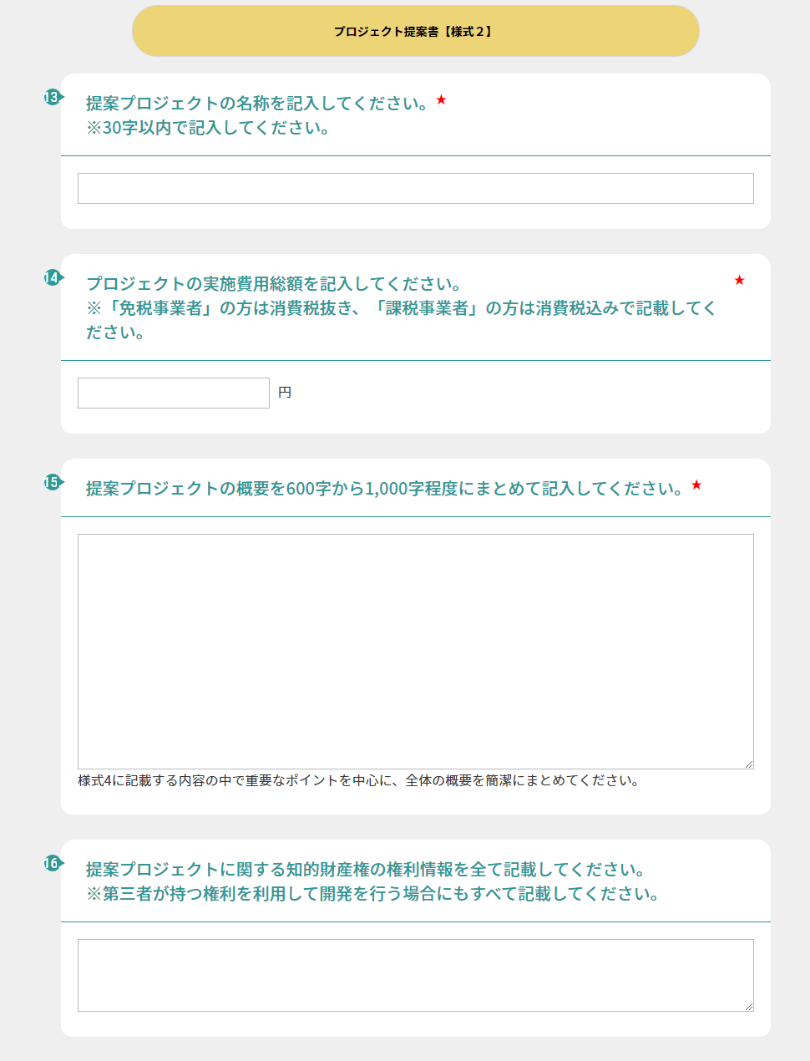 プロジェクト提案書【様式２】
13
提案プロジェクトの名称を記入してください。★
※30字以内で記入してください。
14
プロジェクトの実施費用総額を記入してください。 ★
※「免税事業者」の方は消費税抜き、「課税事業者」の方は消費税込みで記載してく
ださい。
円
15
提案プロジェクトの概要を600字から1,000字程度にまとめて記入してください。★
様式4に記載する内容の中で重要なポイントを中心に、全体の概要を簡潔にまとめてください。
16
提案プロジェクトに関する知的財産権の権利情報を全て記載してください。
※第三者が持つ権利を利用して開発を行う場合にもすべて記載してください。